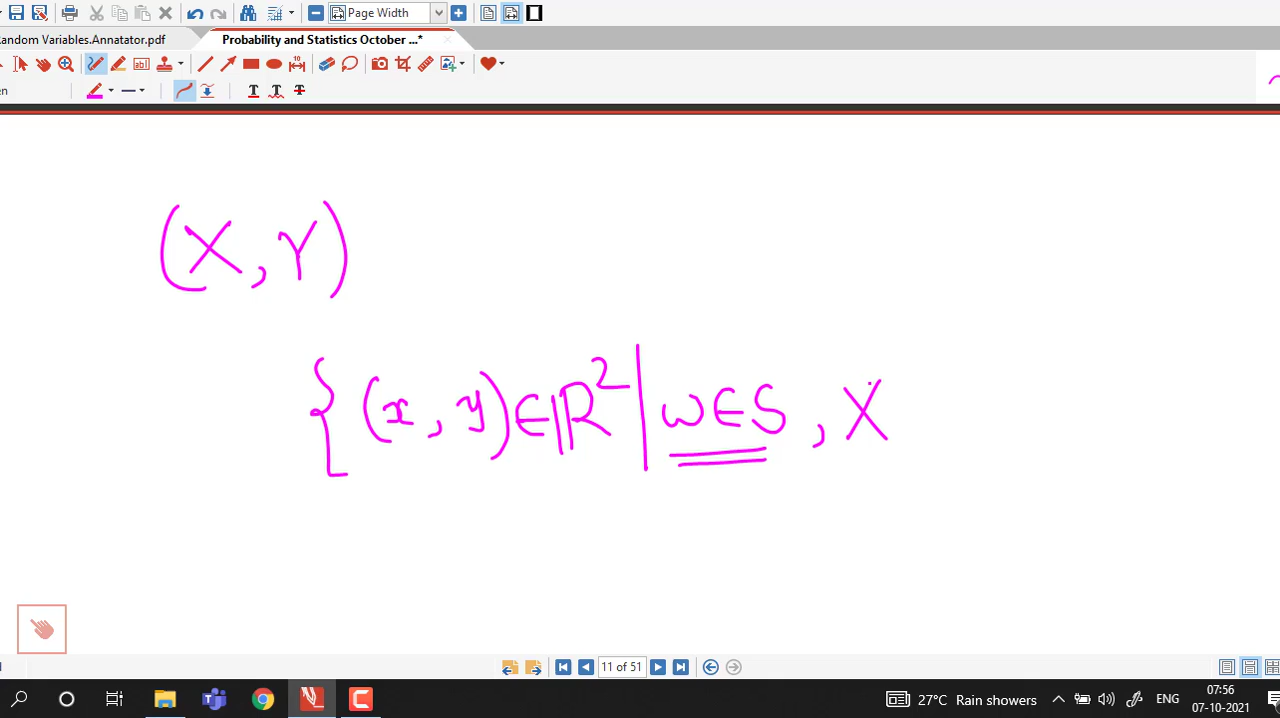 Page Width
Random Variables.Annatator.pdf
Probability and Statistics October ...*
10
T T T
(X, Y)
{(x, y) ∈ ℝ² | ω ∈ S, X
11 of 51
27°C Rain showers ENG 07:56
07-10-2021